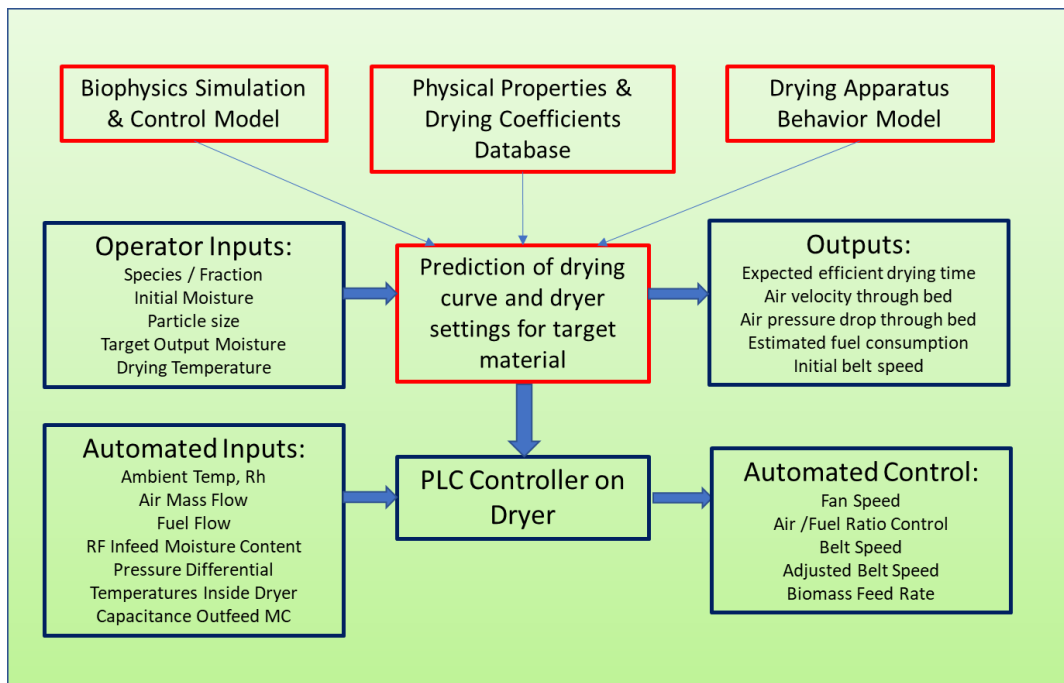 Biophysics Simulation
& Control Model
Physical Properties &
Drying Coefficients
Database
Drying Apparatus
Behavior Model
Operator Inputs:
Species / Fraction
Initial Moisture
Particle size
Target Output Moisture
Drying Temperature
Prediction of drying
curve and dryer
settings for target
material
Outputs:
Expected efficient drying time
Air velocity through bed
Air pressure drop through bed
Estimated fuel consumption
Initial belt speed
Automated Inputs:
Ambient Temp, Rh
Air Mass Flow
Fuel Flow
RF Infeed Moisture Content
Pressure Differential
Temperatures Inside Dryer
Capacitance Outfeed MC
PLC Controller on
Dryer
Automated Control:
Fan Speed
Air /Fuel Ratio Control
Belt Speed
Adjusted Belt Speed
Biomass Feed Rate